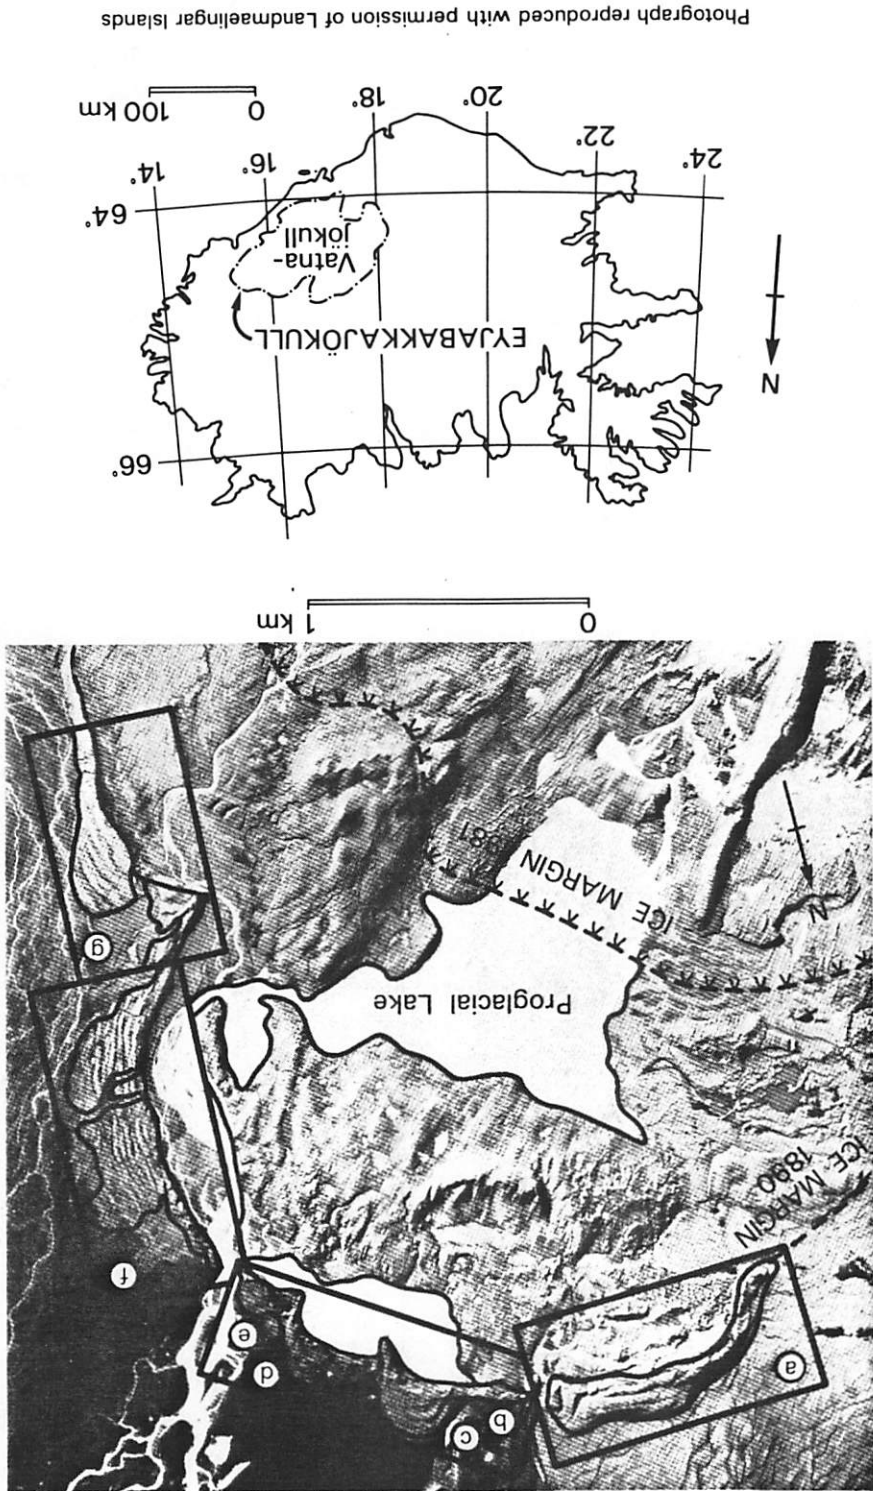 a
b
c
d
e
f
ICE MARGIN
1890
g
Proglacial Lake
N
ICE MARGIN
1981
0 1 km
66°
N
EYJABAKKAJÖKULL
Vatna-
jökull
64°
24° 22° 20° 18° 16° 14°
0 100 km
Photograph reproduced with permission of Landmaelingar Islands